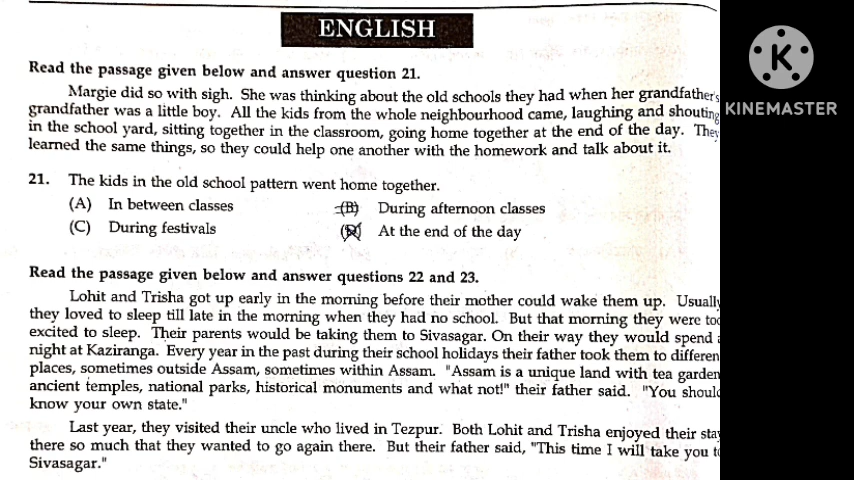 ENGLISH
Read the passage given below and answer question 21.
Margie did so with sigh. She was thinking about the old schools they had when her grandfather's
grandfather was a little boy. All the kids from the whole neighbourhood came, laughing and shouting
in the school yard, sitting together in the classroom, going home together at the end of the day. They
learned the same things, so they could help one another with the homework and talk about it.
21. The kids in the old school pattern went home together.
(A) In between classes (B) During afternoon classes
(C) During festivals (D) At the end of the day
Read the passage given below and answer questions 22 and 23.
Lohit and Trisha got up early in the morning before their mother could wake them up. Usually
they loved to sleep till late in the morning when they had no school. But that morning they were too
excited to sleep. Their parents would be taking them to Sivasagar. On their way they would spend a
night at Kaziranga. Every year in the past during their school holidays their father took them to differen
places, sometimes outside Assam, sometimes within Assam. "Assam is a unique land with tea garden
ancient temples, national parks, historical monuments and what not!" their father said. "You shoul
know your own state."
Last year, they visited their uncle who lived in Tezpur. Both Lohit and Trisha enjoyed their stay
there so much that they wanted to go again there. But their father said, "This time I will take you to
Sivasagar."
K
KINEMASTER